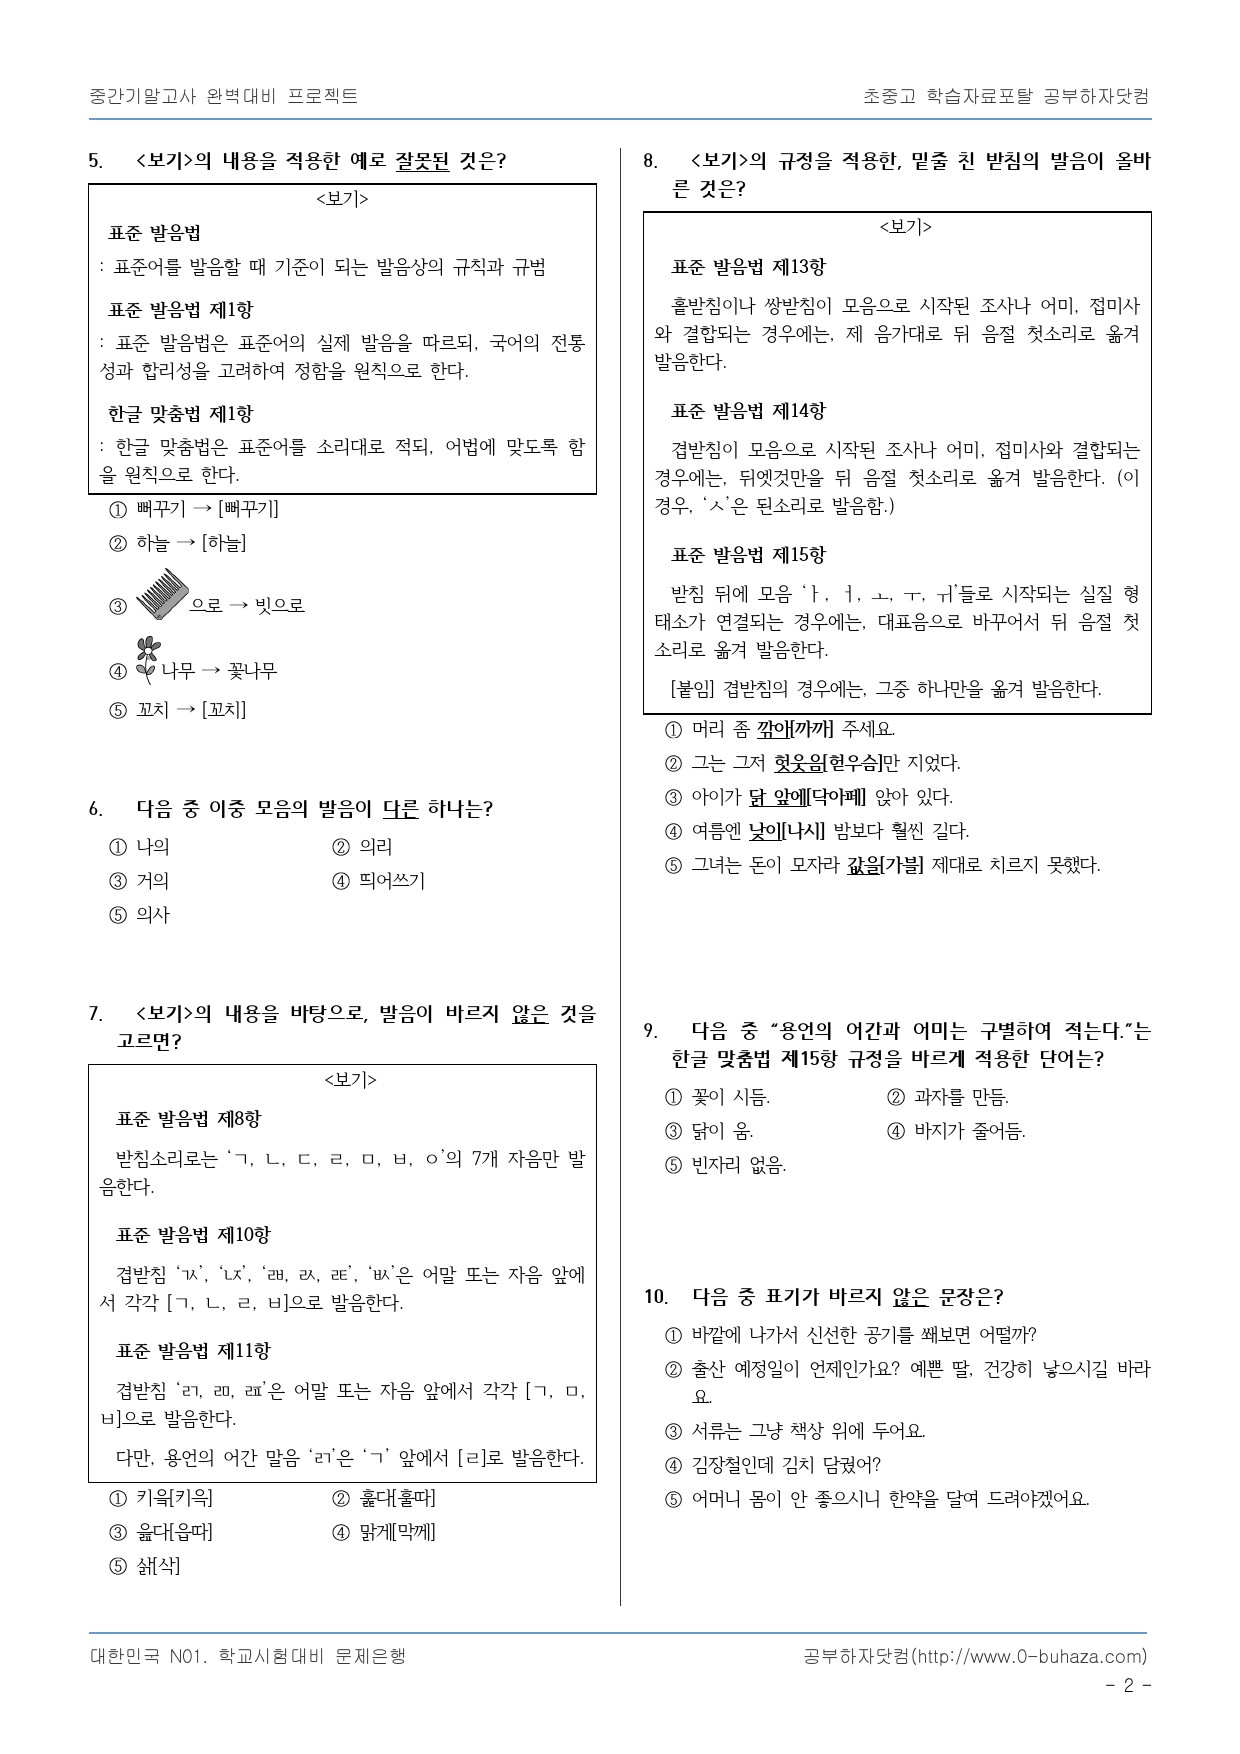 중간기말고사 완벽대비 프로젝트
초중고 학습자료포탈 공부하자닷컴
5. <보기>의 내용을 적용한 예로 잘못된 것은?
<보기>
표준 발음법
: 표준어를 발음할 때 기준이 되는 발음상의 규칙과 규범
표준 발음법 제1항
: 표준 발음법은 표준어의 실제 발음을 따르되, 국어의 전통
성과 합리성을 고려하여 정함을 원칙으로 한다.
한글 맞춤법 제1항
: 한글 맞춤법은 표준어를 소리대로 적되, 어법에 맞도록 함
을 원칙으로 한다.
① 뻐꾸기 → [뻐꾸기]
② 하늘 → [하늘]
③ 으로 → 빗으로
④ 나무 → 꽃나무
⑤ 꼬치 → [꼬치]
6. 다음 중 이중 모음의 발음이 다른 하나는?
① 나의 ② 의리
③ 거의 ④ 띄어쓰기
⑤ 의사
7. <보기>의 내용을 바탕으로, 발음이 바르지 않은 것을
고르면?
<보기>
표준 발음법 제8항
받침소리로는 ‘ㄱ, ㄴ, ㄷ, ㄹ, ㅁ, ㅂ, ㅇ’의 7개 자음만 발
음한다.
표준 발음법 제10항
겹받침 ‘ㄳ’, ‘ㄵ’, ‘ㄼ, ㄽ, ㄾ’, ‘ㅄ’은 어말 또는 자음 앞에
서 각각 [ㄱ, ㄴ, ㄹ, ㅂ]으로 발음한다.
표준 발음법 제11항
겹받침 ‘ㄺ, ㄻ, ㄿ’은 어말 또는 자음 앞에서 각각 [ㄱ, ㅁ,
ㅂ]으로 발음한다.
다만, 용언의 어간 말음 ‘ㄺ’은 ‘ㄱ’ 앞에서 [ㄹ]로 발음한다.
① 키읔[키윽] ② 훑다[훌따]
③ 읊다[읍따] ④ 맑게[막께]
⑤ 삵[삭]
8. <보기>의 규정을 적용한, 밑줄 친 받침의 발음이 올바
른 것은?
<보기>
표준 발음법 제13항
홑받침이나 쌍받침이 모음으로 시작된 조사나 어미, 접미사
와 결합되는 경우에는, 제 음가대로 뒤 음절 첫소리로 옮겨
발음한다.
표준 발음법 제14항
겹받침이 모음으로 시작된 조사나 어미, 접미사와 결합되는
경우에는, 뒤엣것만을 뒤 음절 첫소리로 옮겨 발음한다. (이
경우, ‘ㅅ’은 된소리로 발음함.)
표준 발음법 제15항
받침 뒤에 모음 ‘ㅏ, ㅓ, ㅗ, ㅜ, ㅟ’들로 시작되는 실질 형
태소가 연결되는 경우에는, 대표음으로 바꾸어서 뒤 음절 첫
소리로 옮겨 발음한다.
[붙임] 겹받침의 경우에는, 그중 하나만을 옮겨 발음한다.
① 머리 좀 깎아[까까] 주세요.
② 그는 그저 헛웃음[헏우슴]만 지었다.
③ 아이가 닭 앞에[닥아페] 앉아 있다.
④ 여름엔 낮이[나시] 밤보다 훨씬 길다.
⑤ 그녀는 돈이 모자라 값을[가블] 제대로 치르지 못했다.
9. 다음 중 “용언의 어간과 어미는 구별하여 적는다.”는
한글 맞춤법 제15항 규정을 바르게 적용한 단어는?
① 꽃이 시듬. ② 과자를 만듬.
③ 닭이 움. ④ 바지가 줄어듬.
⑤ 빈자리 없음.
10. 다음 중 표기가 바르지 않은 문장은?
① 바깥에 나가서 신선한 공기를 쐐보면 어떨까?
② 출산 예정일이 언제인가요? 예쁜 딸, 건강히 낳으시길 바라
요.
③ 서류는 그냥 책상 위에 두어요.
④ 김장철인데 김치 담궜어?
⑤ 어머니 몸이 안 좋으시니 한약을 달여 드려야겠어요.
대한민국 N01. 학교시험대비 문제은행
공부하자닷컴(http://www.0-buhaza.com)
- 2 -